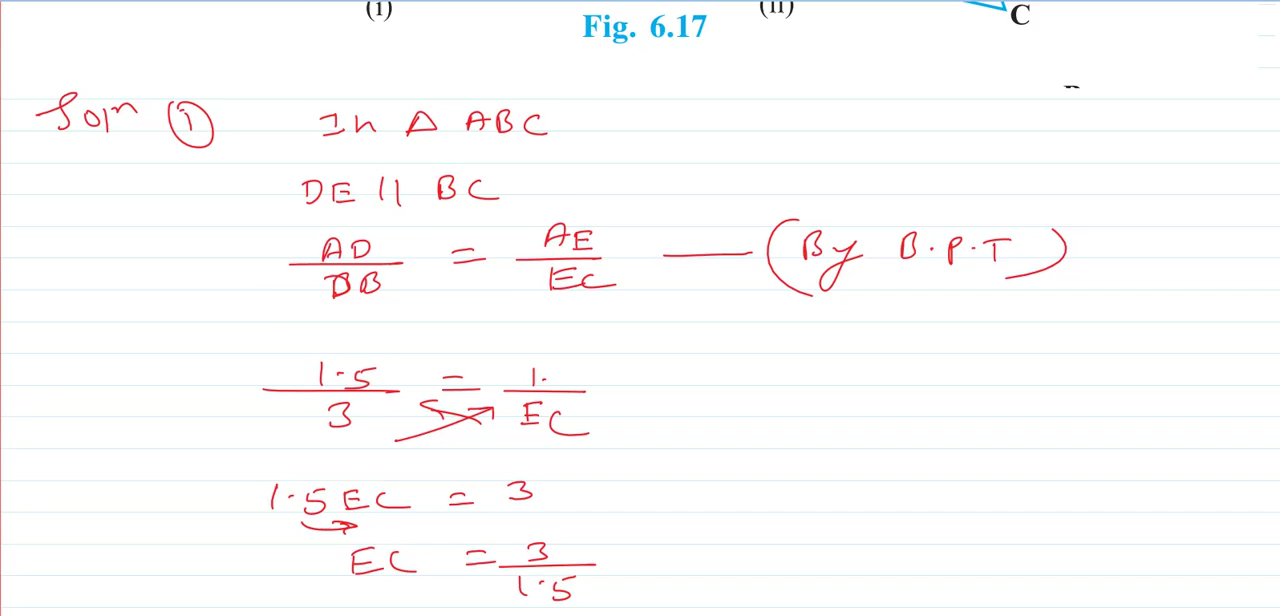 (i) (ii) C
Fig. 6.17
Soln (i) In Δ ABC
DE || BC
AD/DB = AE/EC — (By B.P.T)
1.5/3 = 1/EC
1.5 EC = 3
EC = 3/1.5